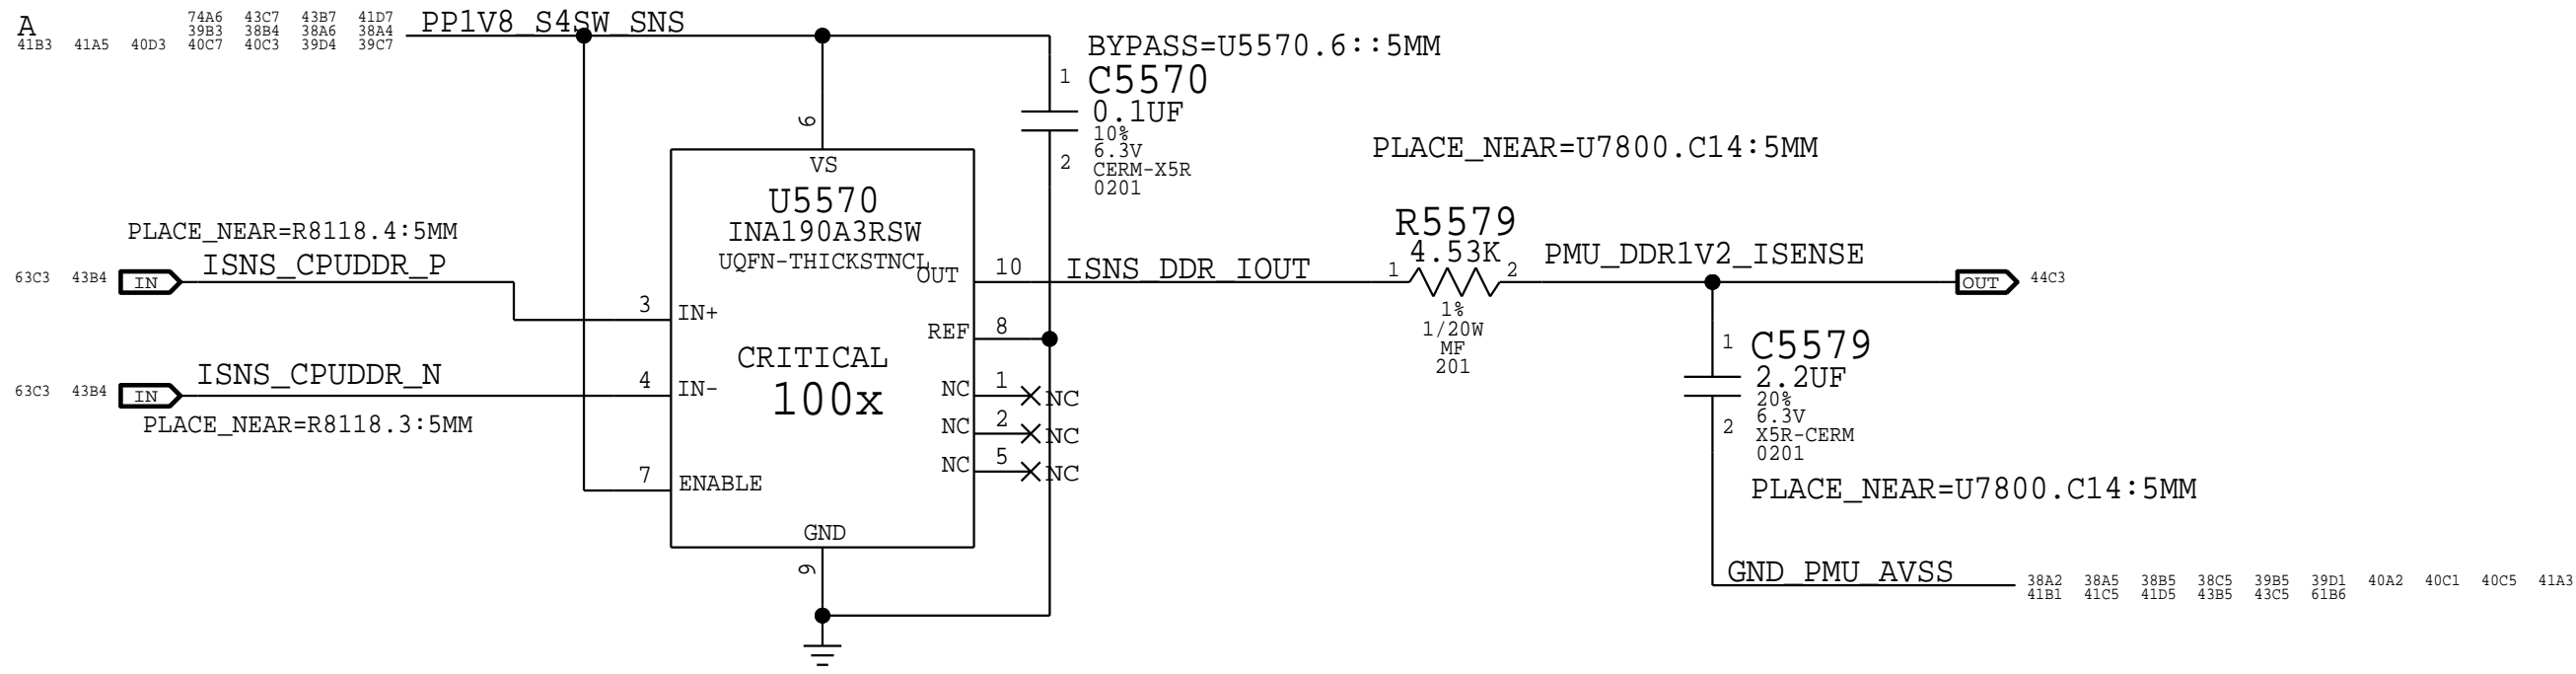 A
74A6 43C7 43B7 41D7
39B3 38B4 38A6 38A4
41B3 41A5 40D3 40C7 40C3 39D4 39C7
PP1V8_S4SW_SNS
BYPASS=U5570.6::5MM
1
C5570
0.1UF
10%
6.3V
2
CERM-X5R
0201
6
VS
U5570
INA190A3RSW
UQFN-THICKSTNCL
PLACE_NEAR=U7800.C14:5MM
PLACE_NEAR=R8118.4:5MM
63C3 43B4 IN ISNS_CPUDDR_P
3 IN+
OUT 10 ISNS_DDR_IOUT
R5579
4.53K
1 2
1%
1/20W
MF
201
PMU_DDR1V2_ISENSE
OUT 44C3
REF 8
CRITICAL
100x
63C3 43B4 IN ISNS_CPUDDR_N
4 IN-
PLACE_NEAR=R8118.3:5MM
NC 1 NC
NC 2 NC
NC 5 NC
7 ENABLE
GND
9
1
C5579
2.2UF
20%
6.3V
2
X5R-CERM
0201
PLACE_NEAR=U7800.C14:5MM
GND_PMU_AVSS
38A2 38A5 38B5 38C5 39B5 39D1 40A2 40C1 40C5 41A3
41B1 41C5 41D5 43B5 43C5 61B6